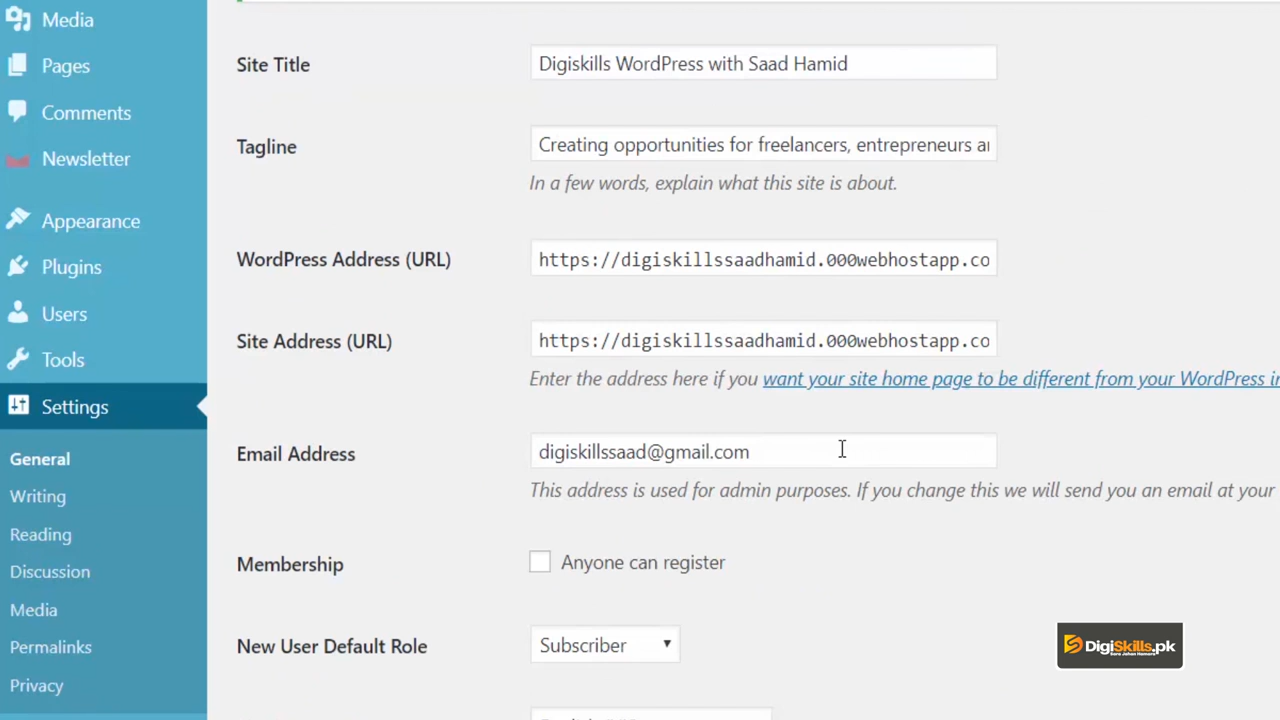 Media
Pages
Comments
Newsletter
Appearance
Plugins
Users
Tools
Settings
General
Writing
Reading
Discussion
Media
Permalinks
Privacy
Site Title
Digiskills WordPress with Saad Hamid
Tagline
Creating opportunities for freelancers, entrepreneurs
In a few words, explain what this site is about.
WordPress Address (URL)
https://digiskillssaadhamid.000webhostapp.co
Site Address (URL)
https://digiskillssaadhamid.000webhostapp.co
Enter the address here if you want your site home page to be different from your WordPress
Email Address
digiskillssaad@gmail.com
This address is used for admin purposes. If you change this we will send you an email at your
Membership
Anyone can register
New User Default Role
Subscriber
DigiSkills.pk